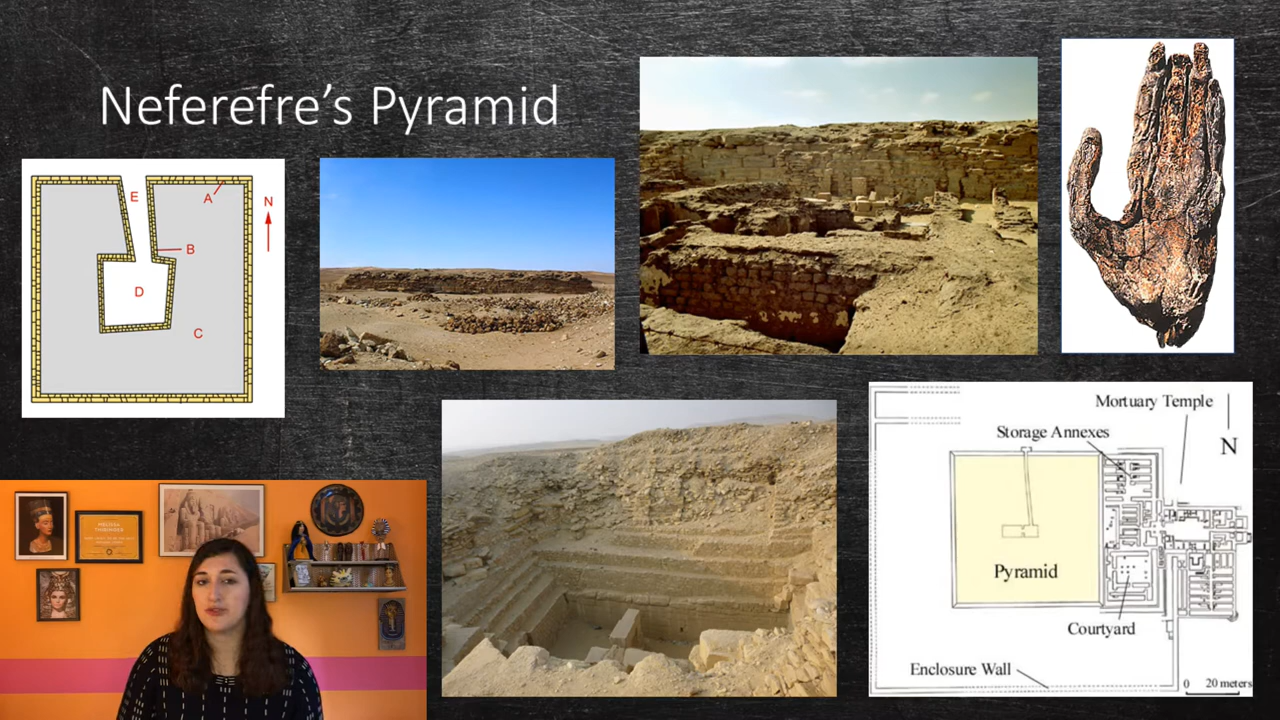 Neferefre's Pyramid
E
A
N
B
D
C
Mortuary Temple
Storage Annexes
N
Pyramid
Courtyard
Enclosure Wall
0 20 meters